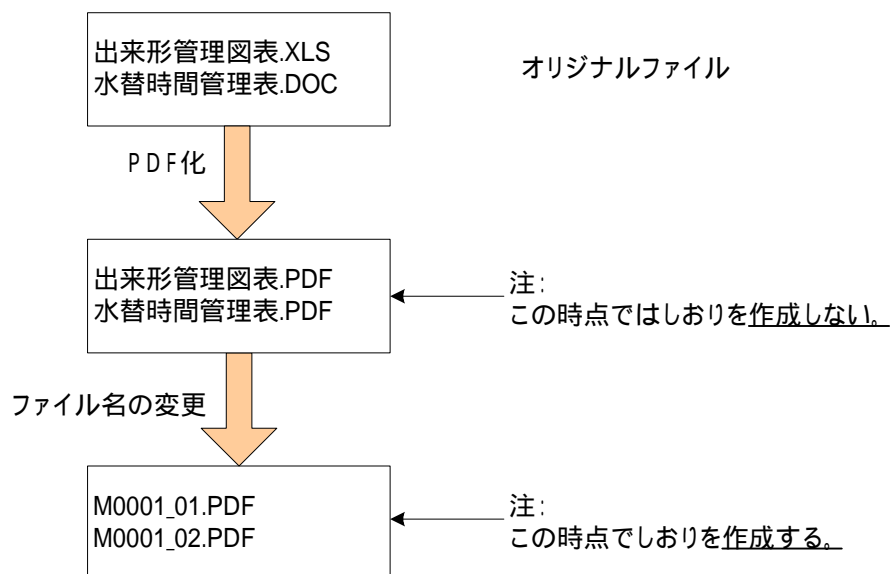 出来形管理図表.XLS
水替時間管理表.DOC
オリジナルファイル
PDF化
出来形管理図表.PDF
水替時間管理表.PDF
注:
この時点ではしおりを作成しない。
ファイル名の変更
M0001_01.PDF
M0001_02.PDF
注:
この時点でしおりを作成する。